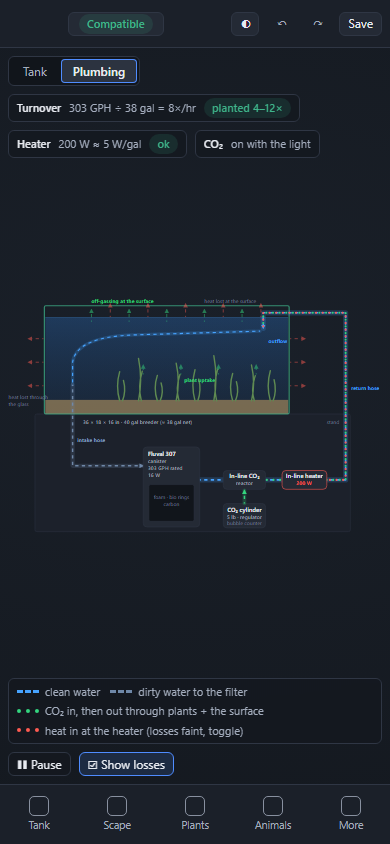 Compatible
Save
Tank
Plumbing
Turnover 303 GPH ÷ 38 gal = 8×/hr planted 4–12×
Heater 200 W ≈ 5 W/gal ok
CO₂ on with the light
off-gassing at the surface
heat lost at the surface
outflow
plant uptake
return hose
heat lost through
the glass
36 × 18 × 16 in · 40 gal breeder (≈ 38 gal net)
stand
intake hose
Fluval 307
canister
303 GPH rated
16 W
foam · bio rings
carbon
In-line CO₂
reactor
In-line heater
200 W
CO₂ cylinder
5 lb · regulator
bubble counter
clean water
dirty water to the filter
CO₂ in, then out through plants + the surface
heat in at the heater (losses faint, toggle)
Pause
Show losses
Tank
Scape
Plants
Animals
More